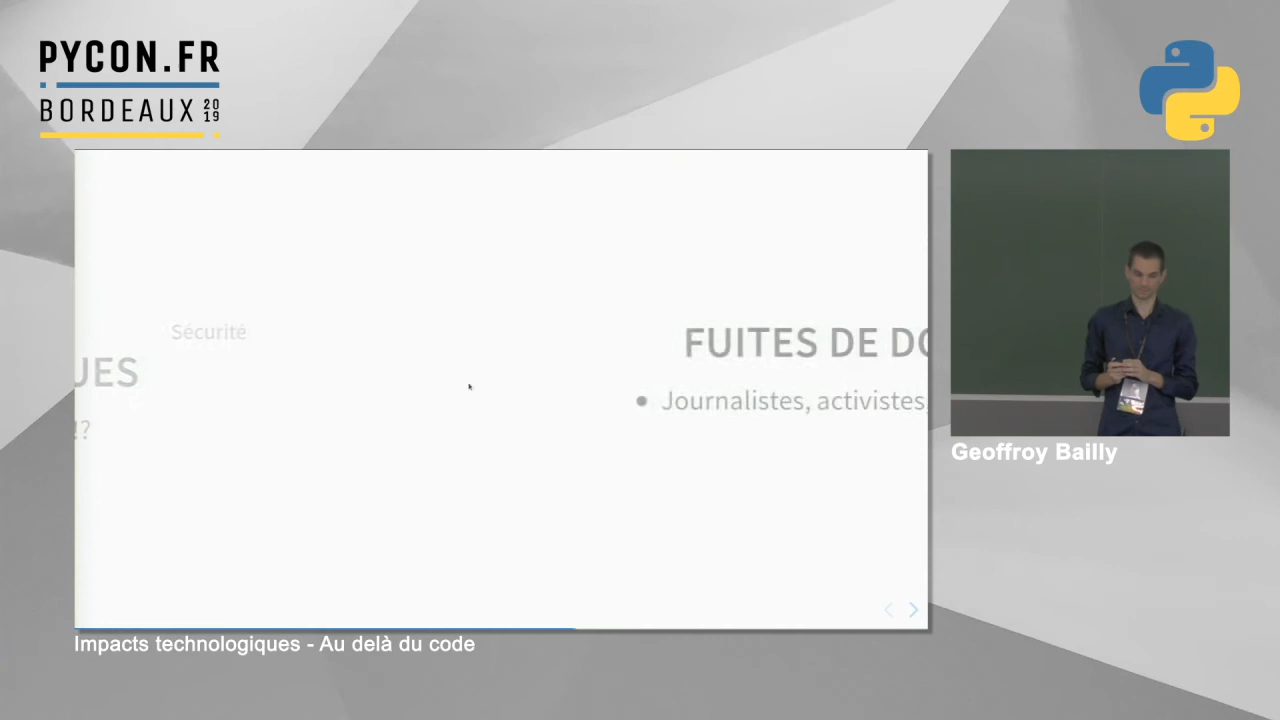 PYCON.FR
BORDEAUX 2019
Sécurité
UES
!?
FUITES DE DO
• Journalistes, activistes,
Geoffroy Bailly
Impacts technologiques - Au delà du code